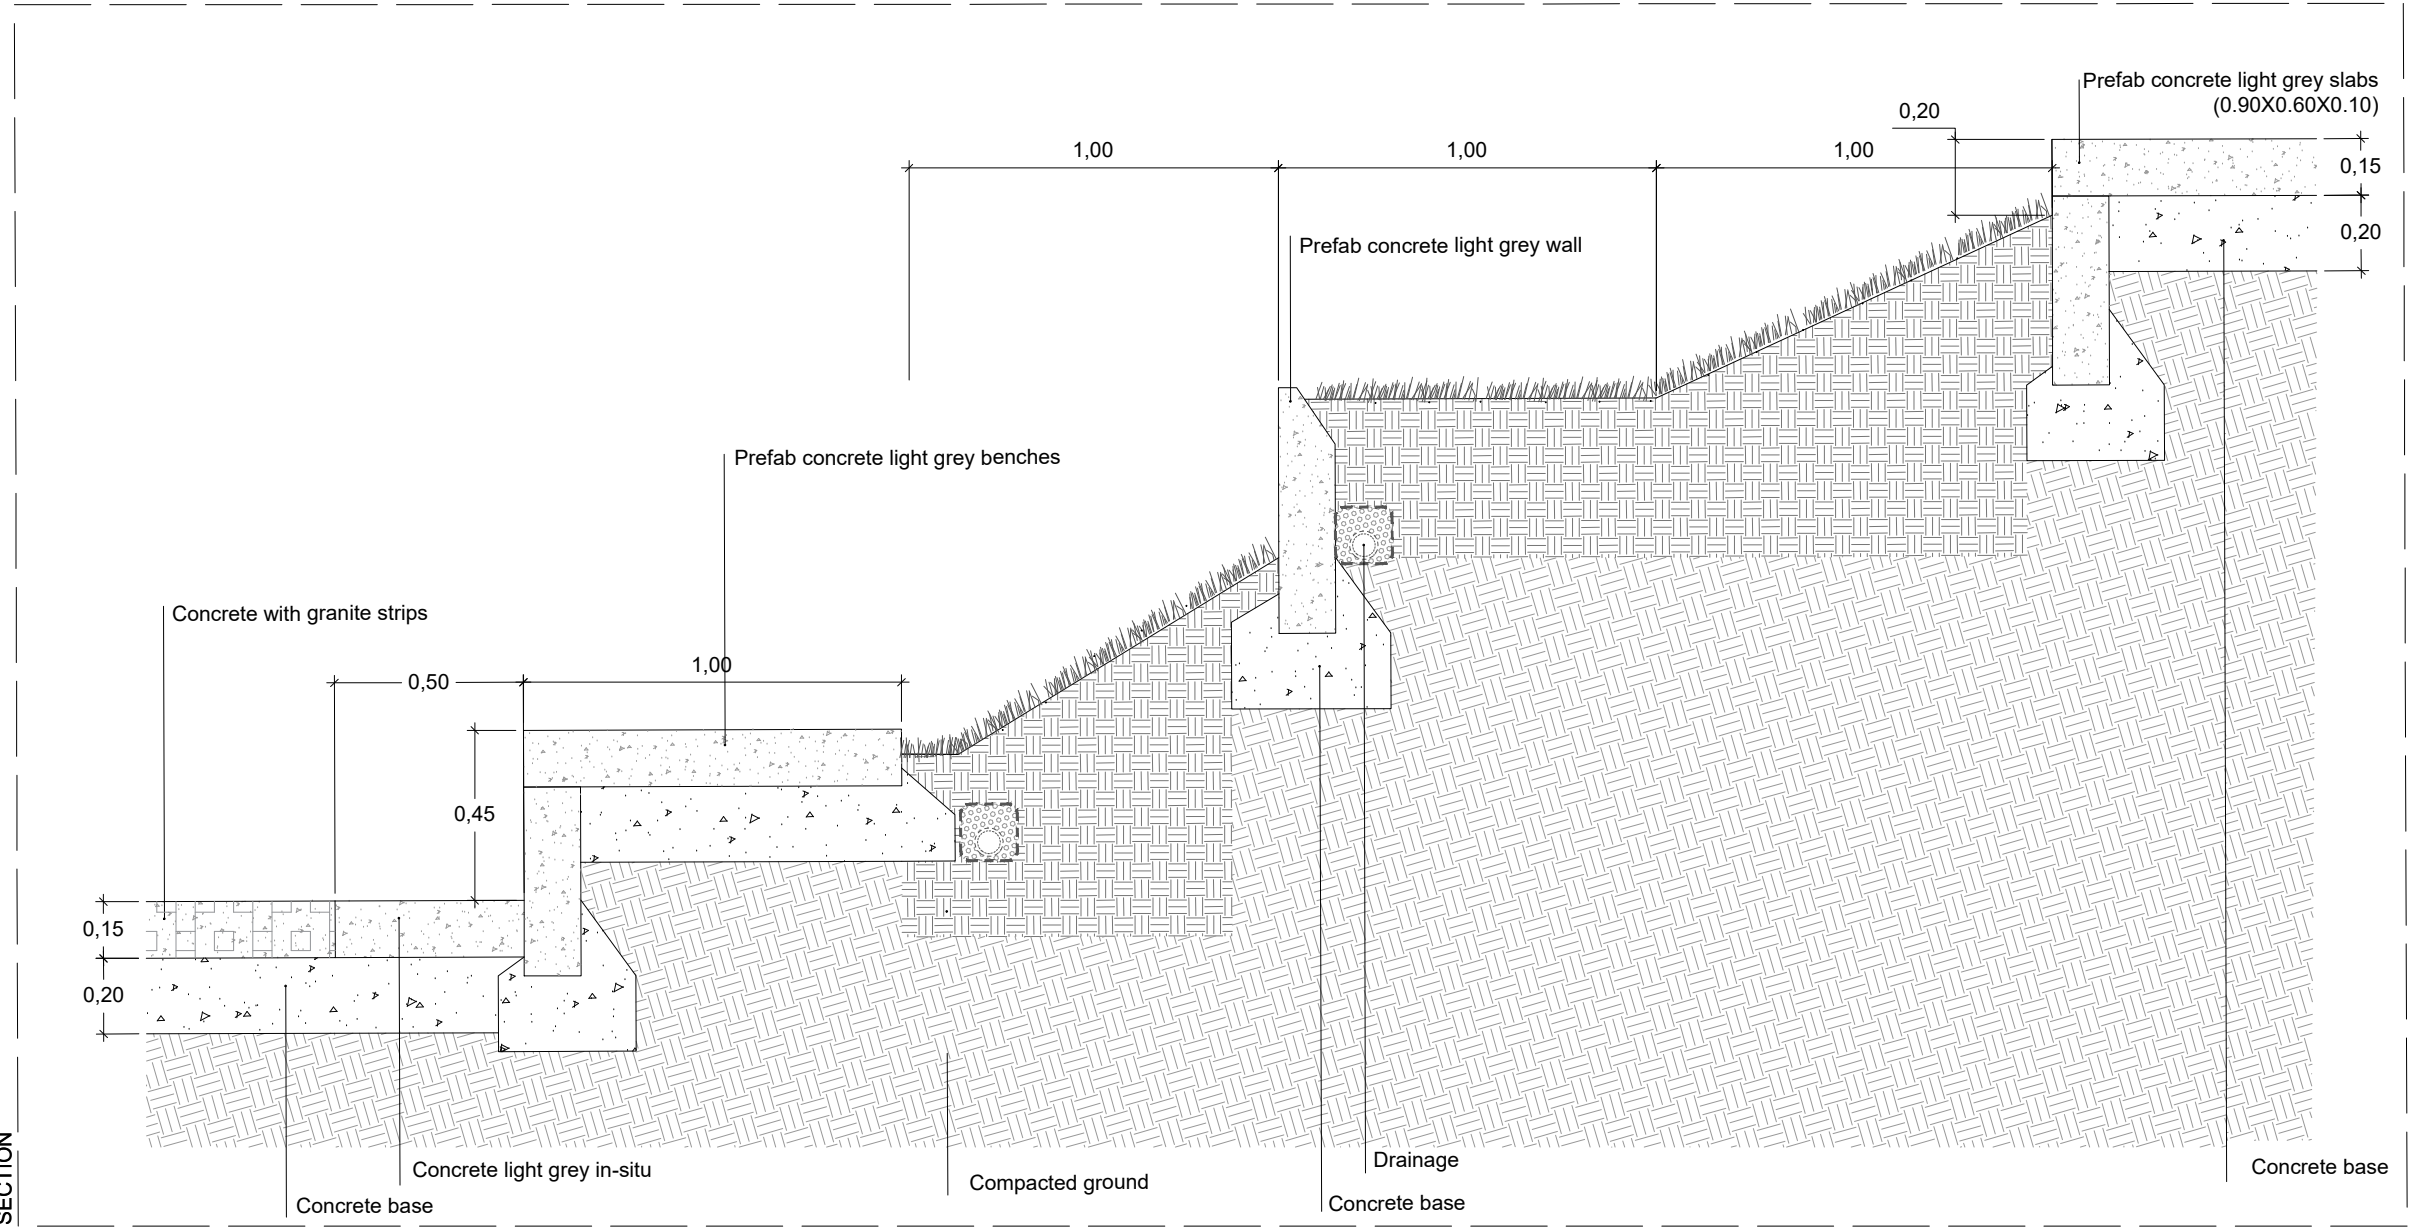 Prefab concrete light grey slabs
(0.90X0.60X0.10)
0,20
1,00
1,00
1,00
0,15
0,20
Prefab concrete light grey wall
Prefab concrete light grey benches
Concrete with granite strips
1,00
0,50
0,45
0,15
0,20
SECTION
Concrete light grey in-situ
Concrete base
Compacted ground
Drainage
Concrete base
Concrete base